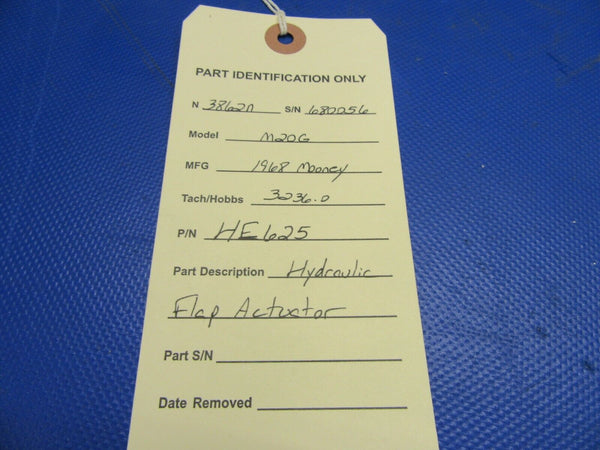 PART IDENTIFICATION ONLY
N 3862N S/N 680056
Model M20G
MFG 1968 Mooney
Tach/Hobbs 3236.0
P/N HE625
Part Description Hydraulic
Flap Actuator
Part S/N
Date Removed